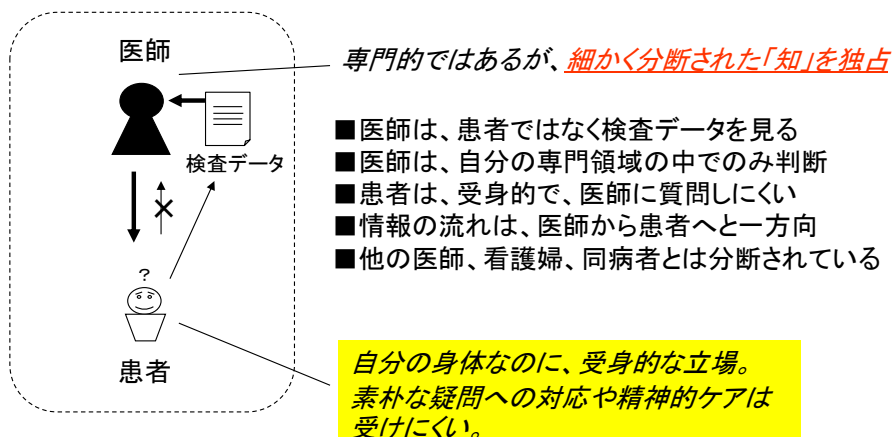 医師
専門的ではあるが、細かく分断された「知」を独占
検査データ
■医師は、患者ではなく検査データを見る
■医師は、自分の専門領域の中でのみ判断
■患者は、受身的で、医師に質問しにくい
■情報の流れは、医師から患者へと一方向
■他の医師、看護婦、同病者とは分断されている
?
患者
自分の身体なのに、受身的な立場。
素朴な疑問への対応や精神的ケアは
受けにくい。